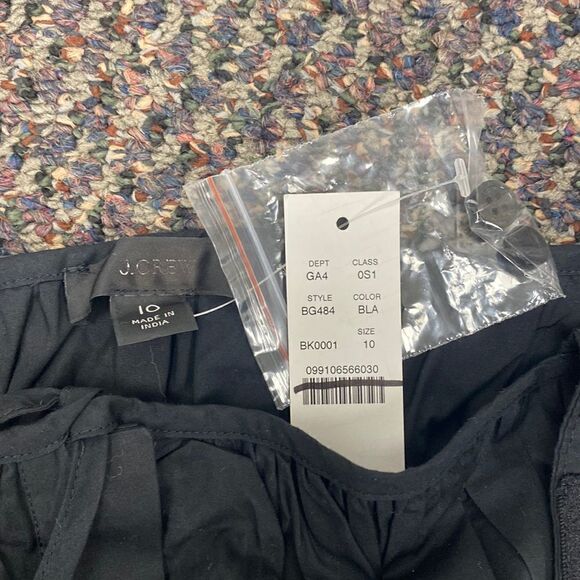 J.CREW
10
MADE IN
INDIA
DEPT CLASS
GA4 0S1
STYLE COLOR
BG484 BLA
SIZE
BK0001 10
099106566030